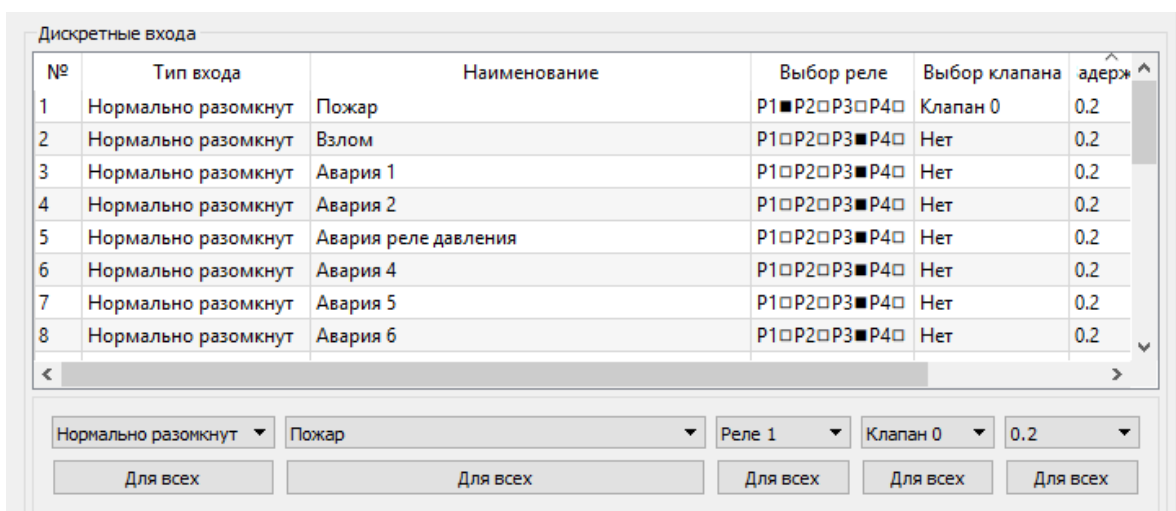 Дискретные входа
№ Тип входа Наименование Выбор реле Выбор клапана адерж
1 Нормально разомкнут Пожар P1■P2□P3□P4□ Клапан 0 0.2
2 Нормально разомкнут Взлом P1□P2□P3■P4□ Нет 0.2
3 Нормально разомкнут Авария 1 P1□P2□P3■P4□ Нет 0.2
4 Нормально разомкнут Авария 2 P1□P2□P3■P4□ Нет 0.2
5 Нормально разомкнут Авария реле давления P1□P2□P3■P4□ Нет 0.2
6 Нормально разомкнут Авария 4 P1□P2□P3■P4□ Нет 0.2
7 Нормально разомкнут Авария 5 P1□P2□P3■P4□ Нет 0.2
8 Нормально разомкнут Авария 6 P1□P2□P3■P4□ Нет 0.2
Нормально разомкнут Пожар Реле 1 Клапан 0 0.2
Для всех Для всех Для всех Для всех Для всех